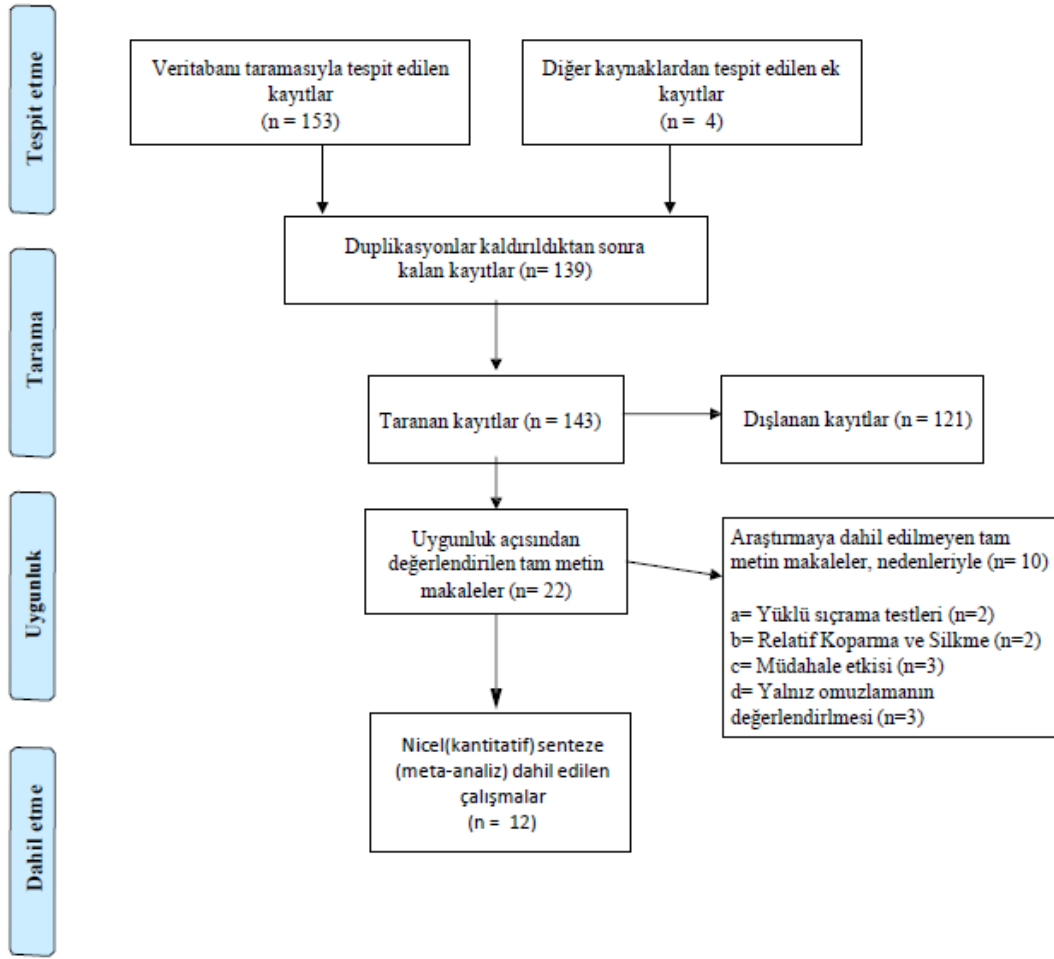 Tespit etme
Veritabanı taramasıyla tespit edilen
kayıtlar
(n = 153)
Diğer kaynaklardan tespit edilen ek
kayıtlar
(n = 4)
Tarama
Duplikasyonlar kaldırıldıktan sonra
kalan kayıtlar (n= 139)
Taranan kayıtlar (n = 143)
Dışlanan kayıtlar (n = 121)
Uygunluk
Uygunluk açısından
değerlendirilen tam metin
makaleler (n= 22)
Araştırmaya dahil edilmeyen tam
metin makaleler, nedenleriyle (n= 10)
a= Yüklü sıçrama testleri (n=2)
b= Relatif Koparma ve Silkme (n=2)
c= Müdahale etkisi (n=3)
d= Yalnız omuzlamanın
değerlendirlmesi (n=3)
Dahil etme
Nicel(kantitatif) senteze
(meta-analiz) dahil edilen
çalışmalar
(n = 12)